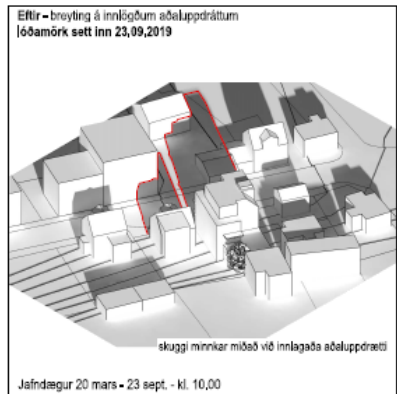 Eftir - breyting á innlögðum aðaluppdráttum
lóðamörk sett inn 23,09,2019
skuggi minnkar miðað við innlagaða aðaluppdrætti
Jafndægur 20 mars - 23 sept. - kl. 10,00